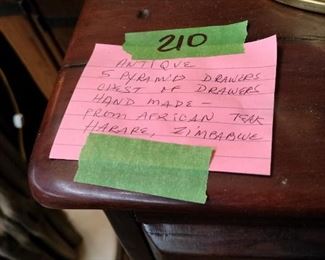 210
ANTIQUE
5 PYRAMID DRAWERS
CHEST OF DRAWERS
HAND MADE -
FROM AFRICAN TEAK
HARARE, ZIMBABWE